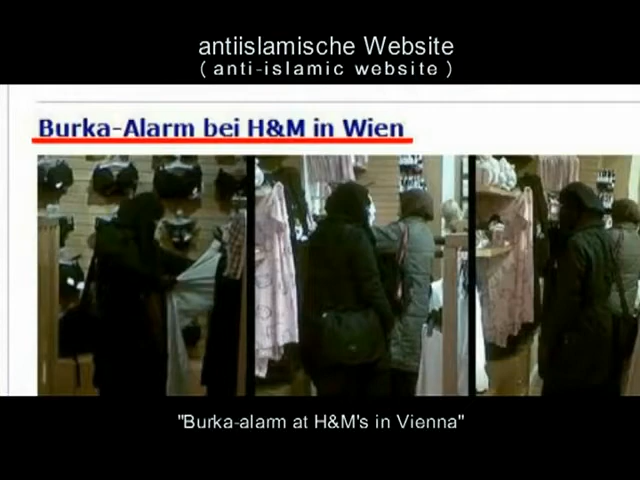 antiislamische Website
( anti-islamic website )
Burka-Alarm bei H&M in Wien
"Burka-alarm at H&M's in Vienna"